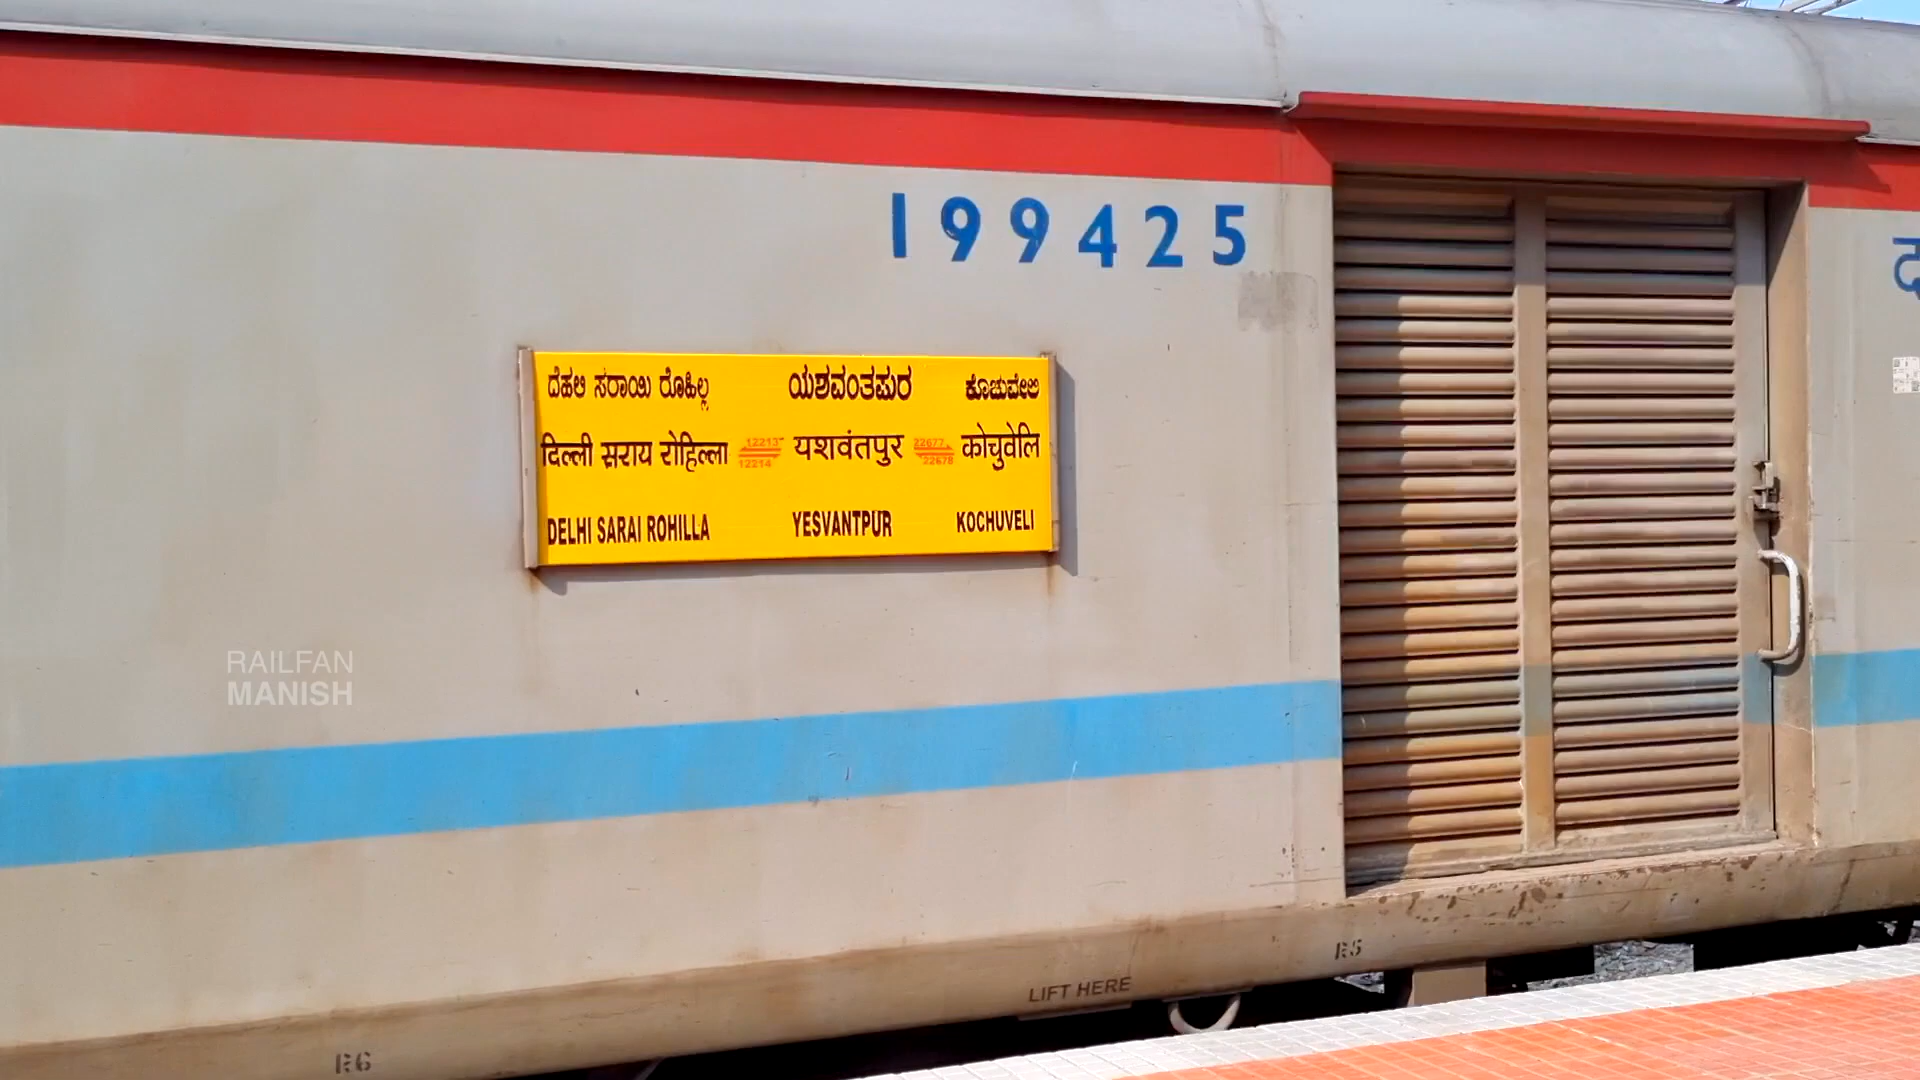 199425
द
ದೆಹಲಿ ಸರಾಯಿ ರೊಹಿಲ್ಲ ಯಶವಂತಪುರ ಕೊಚುವೇಲಿ
दिल्ली सराय रोहिल्ला 12213 12214 यशवंतपुर 22677 22678 कोचुवेलि
DELHI SARAI ROHILLA YESVANTPUR KOCHUVELI
RAILFAN
MANISH
R5
LIFT HERE
R6